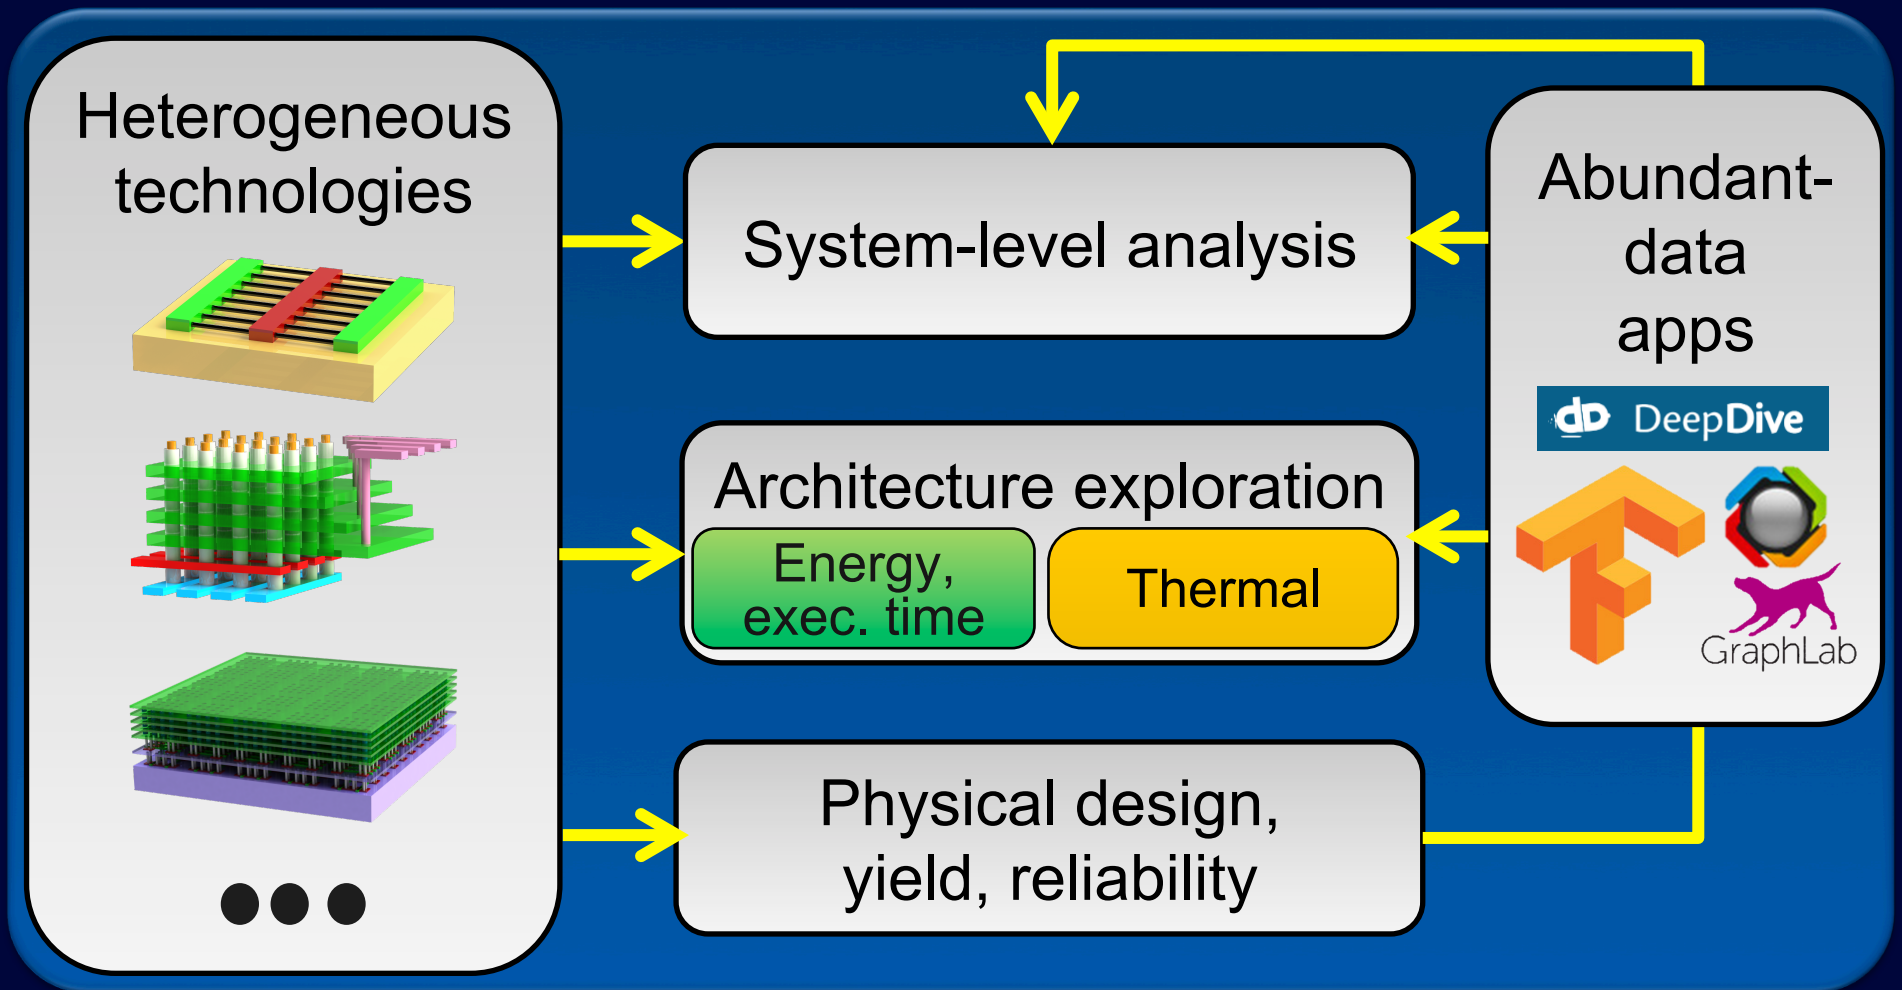 Heterogeneous
technologies
System-level analysis
Architecture exploration
Energy,
exec. time
Thermal
Physical design,
yield, reliability
Abundant-
data
apps
DeepDive
GraphLab